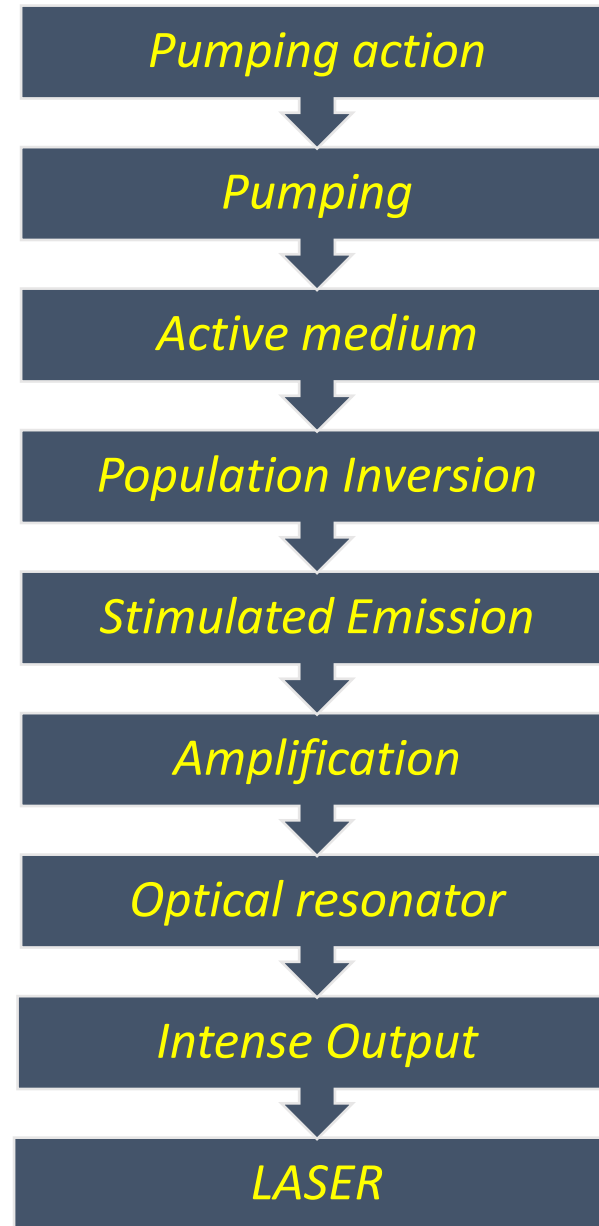 Pumping action
Pumping
Active medium
Population Inversion
Stimulated Emission
Amplification
Optical resonator
Intense Output
LASER